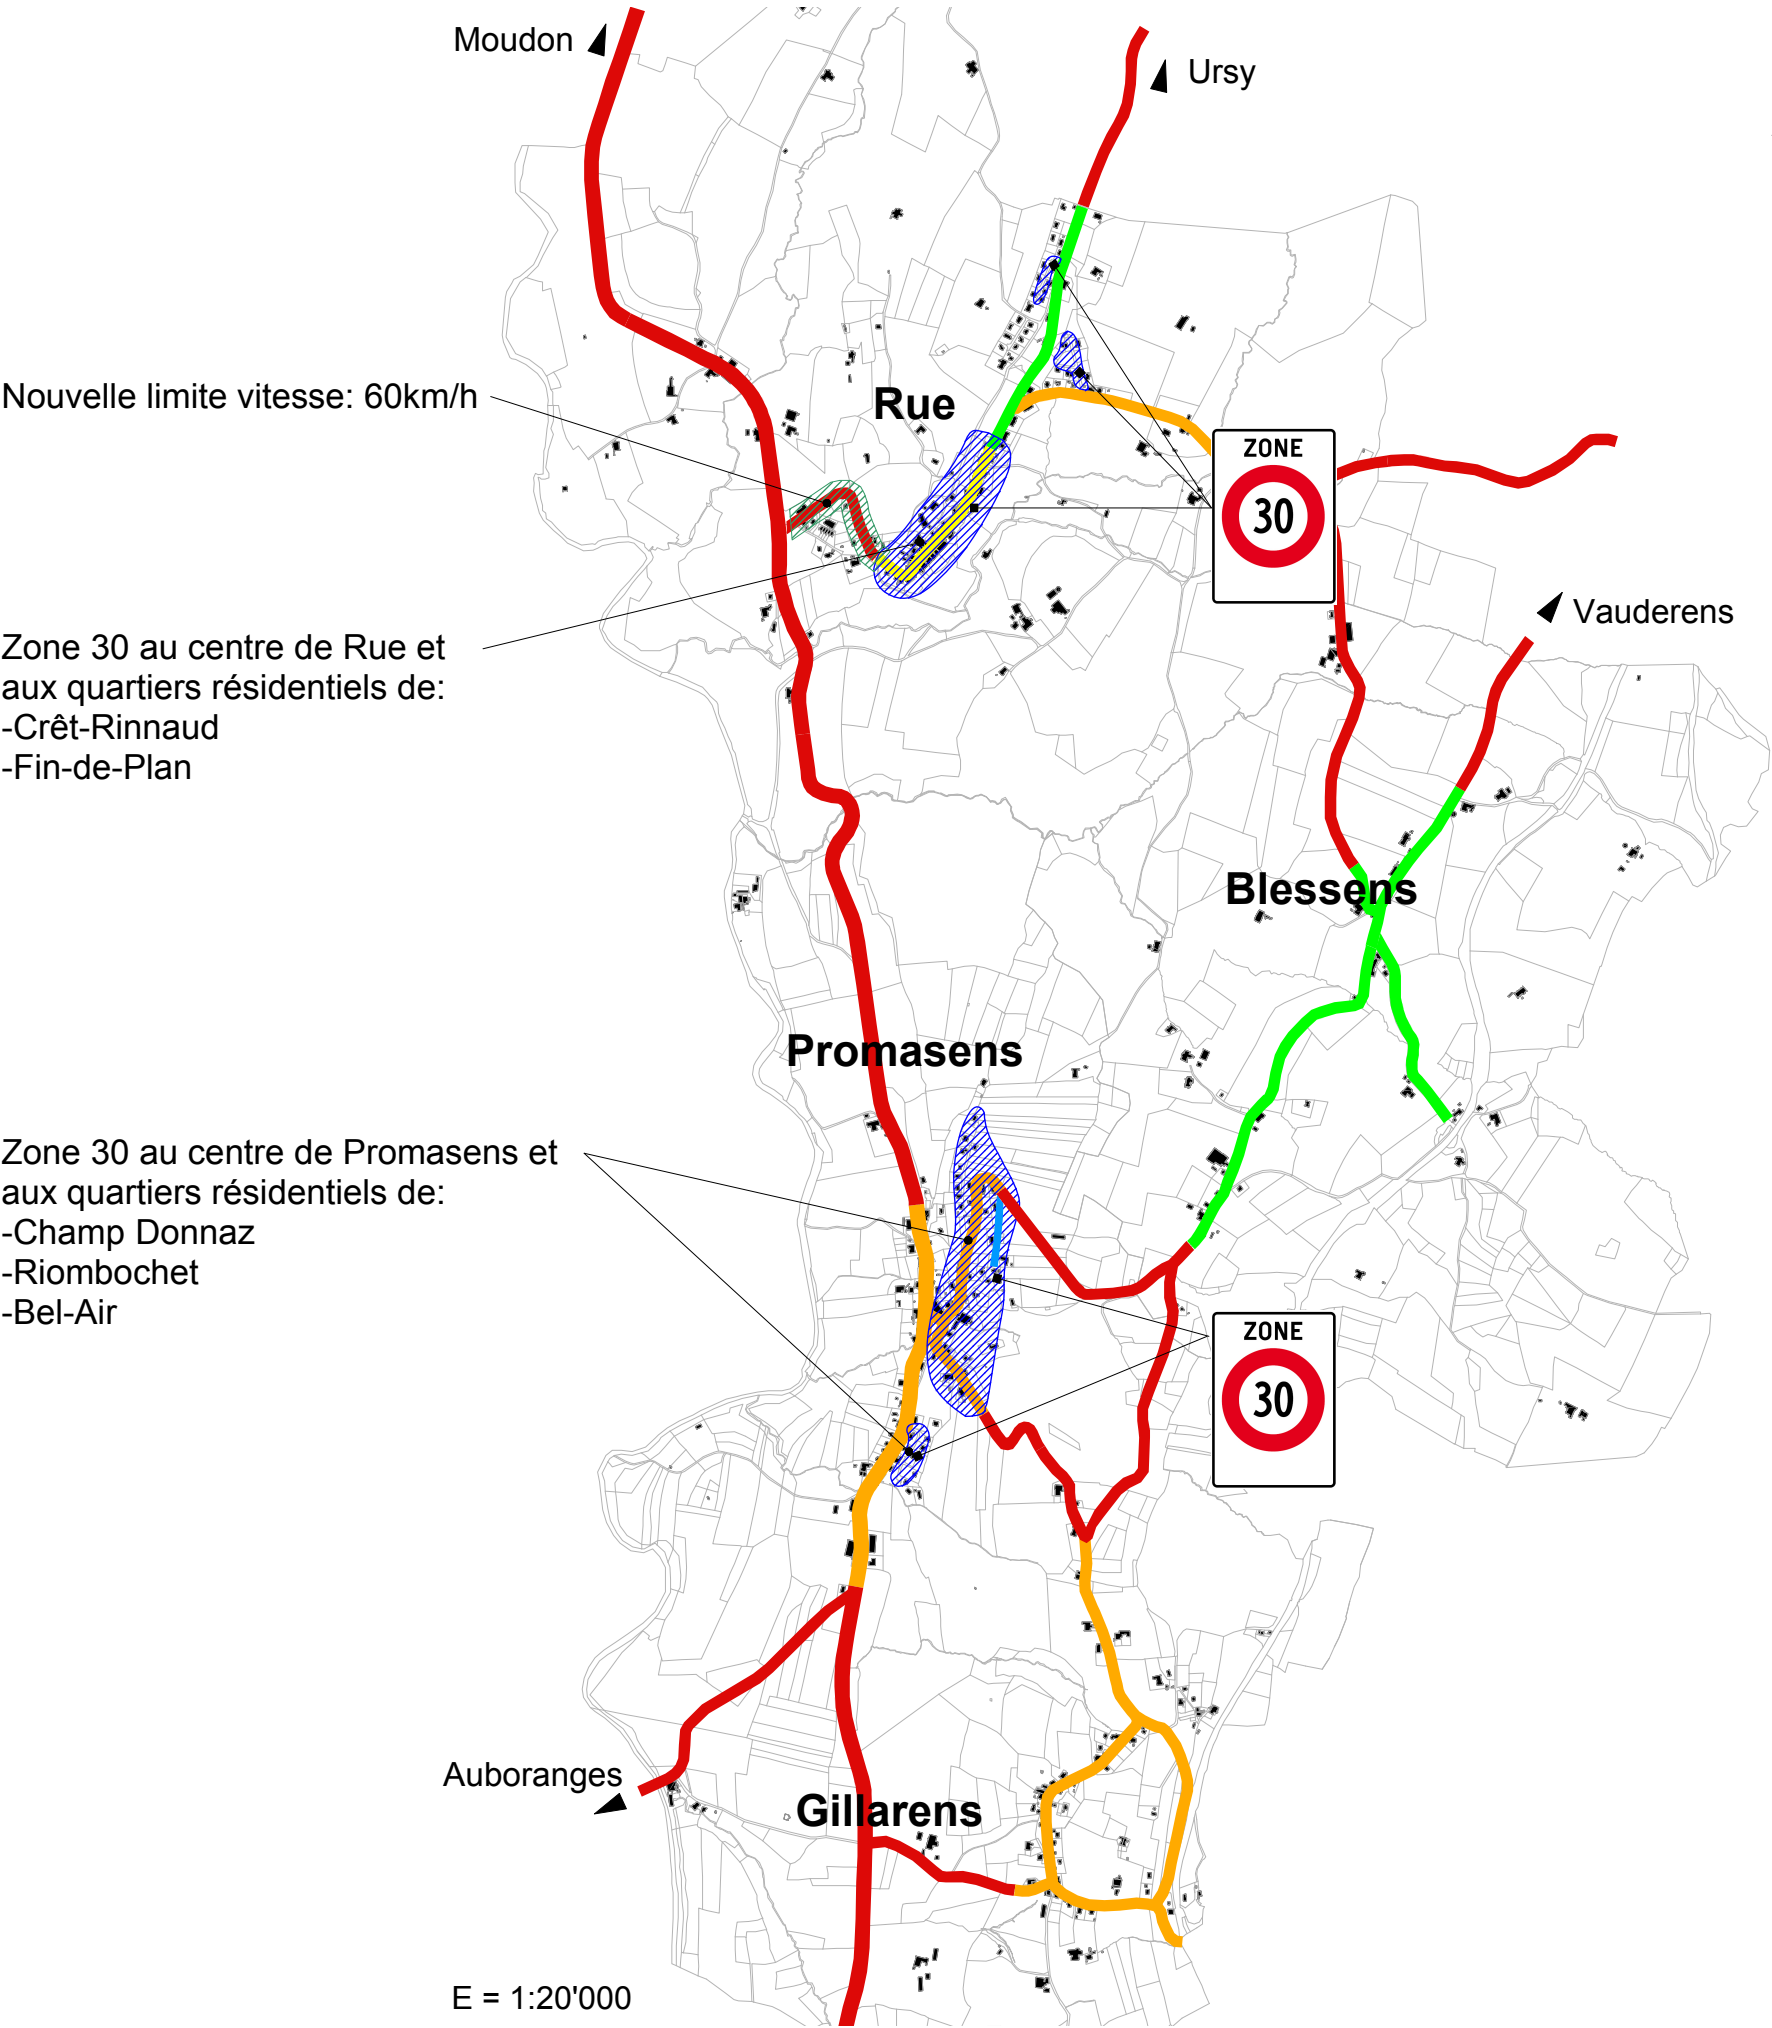 Moudon
Ursy
Nouvelle limite vitesse: 60km/h
Rue
ZONE
30
Vauderens
Zone 30 au centre de Rue et
aux quartiers résidentiels de:
-Crêt-Rinnaud
-Fin-de-Plan
Blessens
Promasens
Zone 30 au centre de Promasens et
aux quartiers résidentiels de:
-Champ Donnaz
-Riombochet
-Bel-Air
ZONE
30
Auboranges
Gillarens
E = 1:20'000